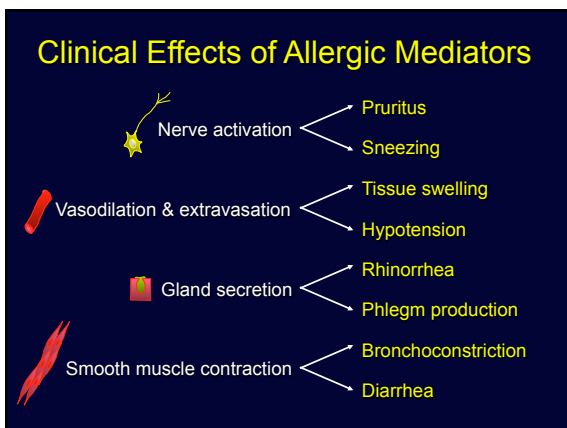 Clinical Effects of Allergic Mediators
Nerve activation
Pruritus
Sneezing
Vasodilation & extravasation
Tissue swelling
Hypotension
Gland secretion
Rhinorrhea
Phlegm production
Smooth muscle contraction
Bronchoconstriction
Diarrhea